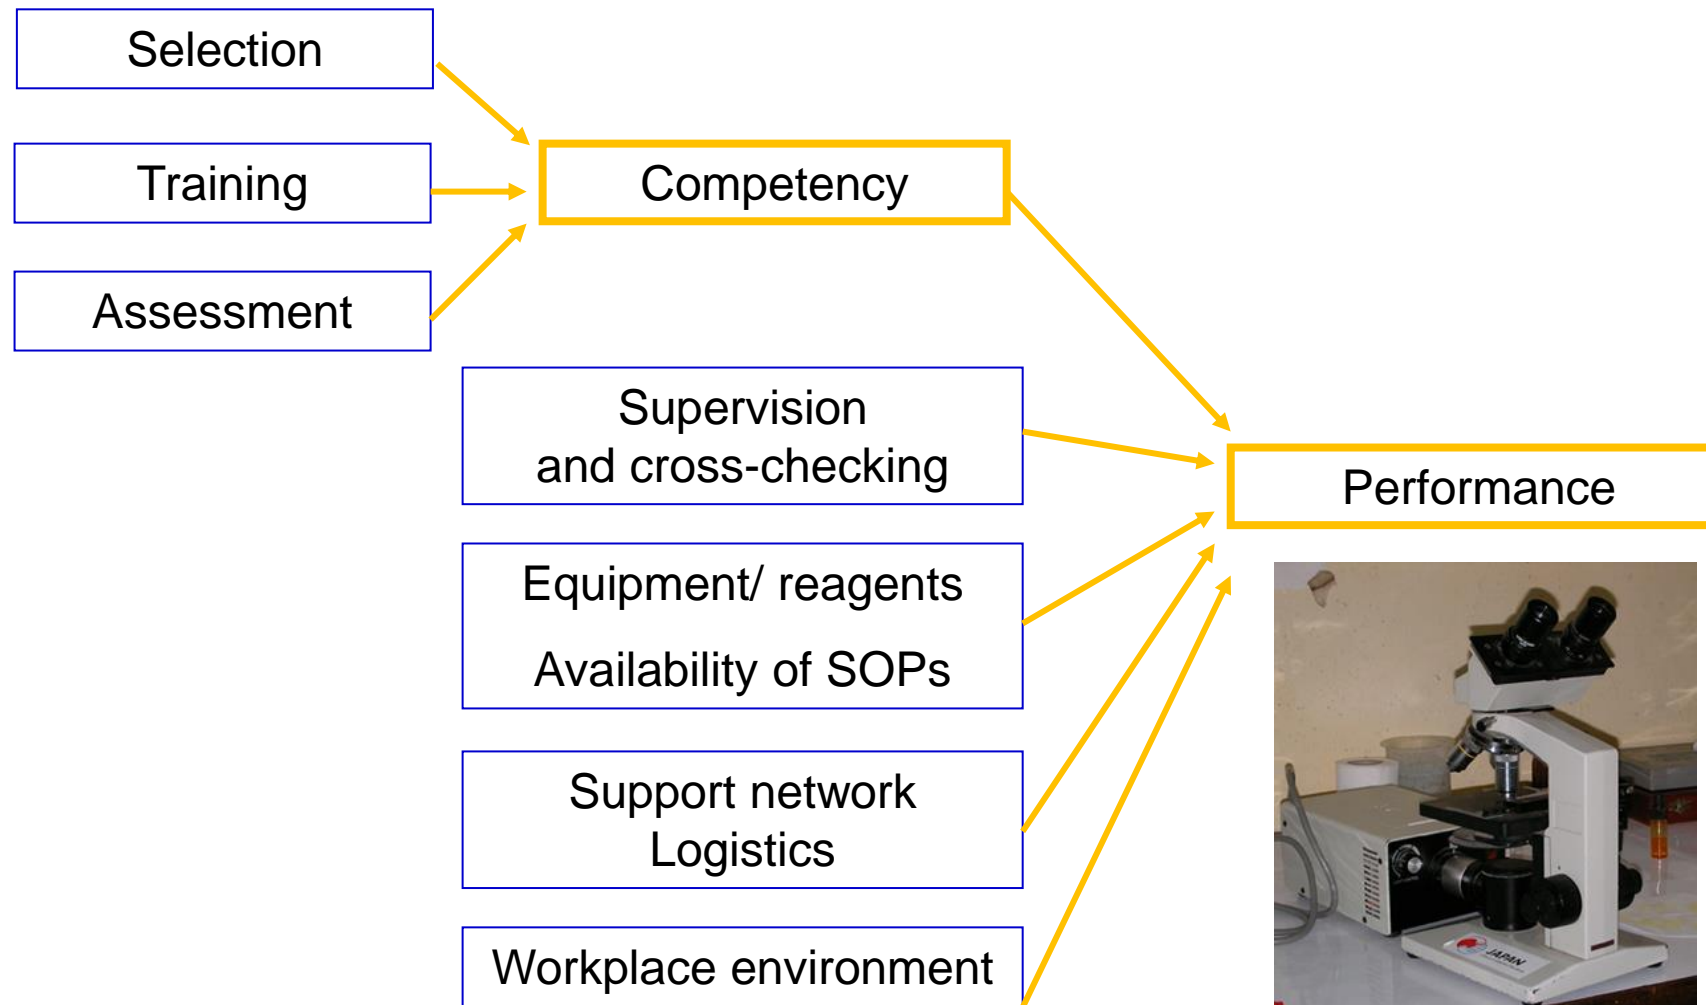 Selection
Training
Competency
Assessment
Supervision
and cross-checking
Performance
Equipment/ reagents
Availability of SOPs
Support network
Logistics
Workplace environment
JAPAN